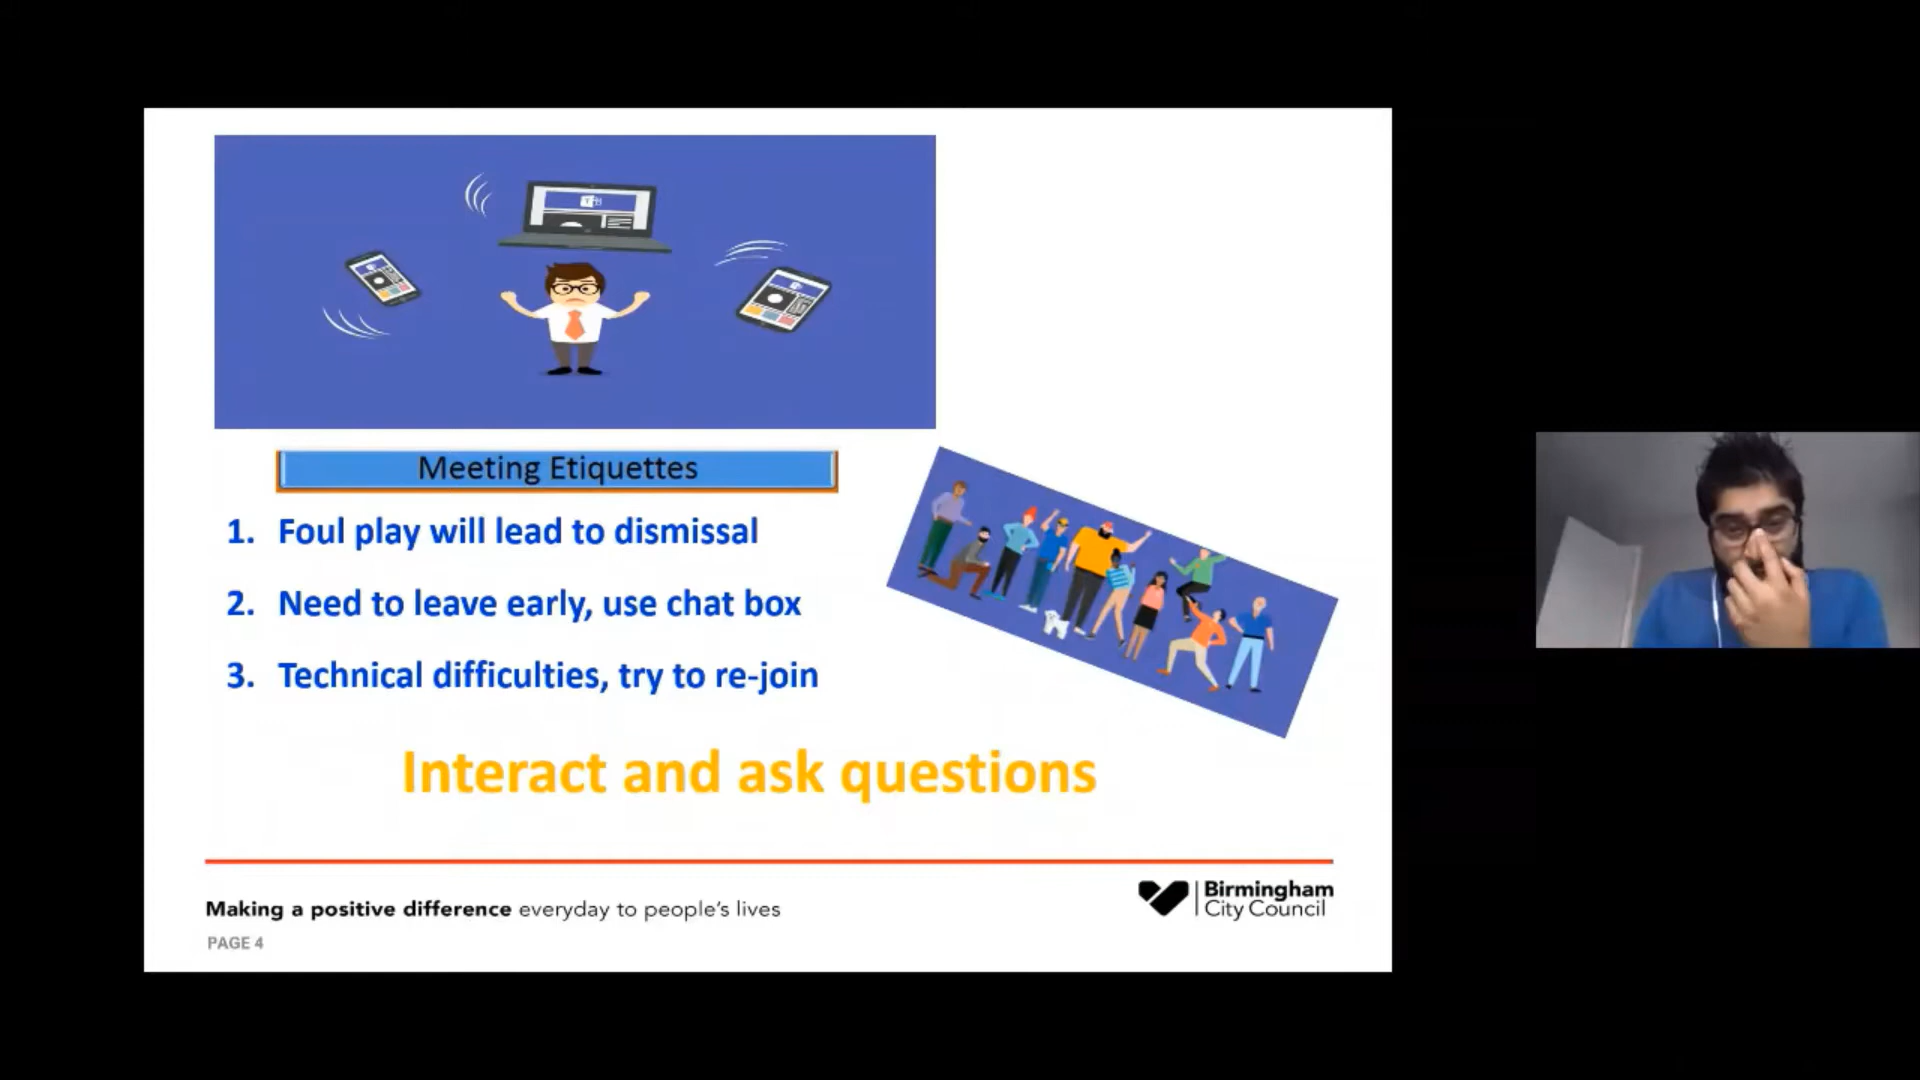 Meeting Etiquettes
1. Foul play will lead to dismissal
2. Need to leave early, use chat box
3. Technical difficulties, try to re-join
Interact and ask questions
Making a positive difference everyday to people's lives
Birmingham
City Council
PAGE 4